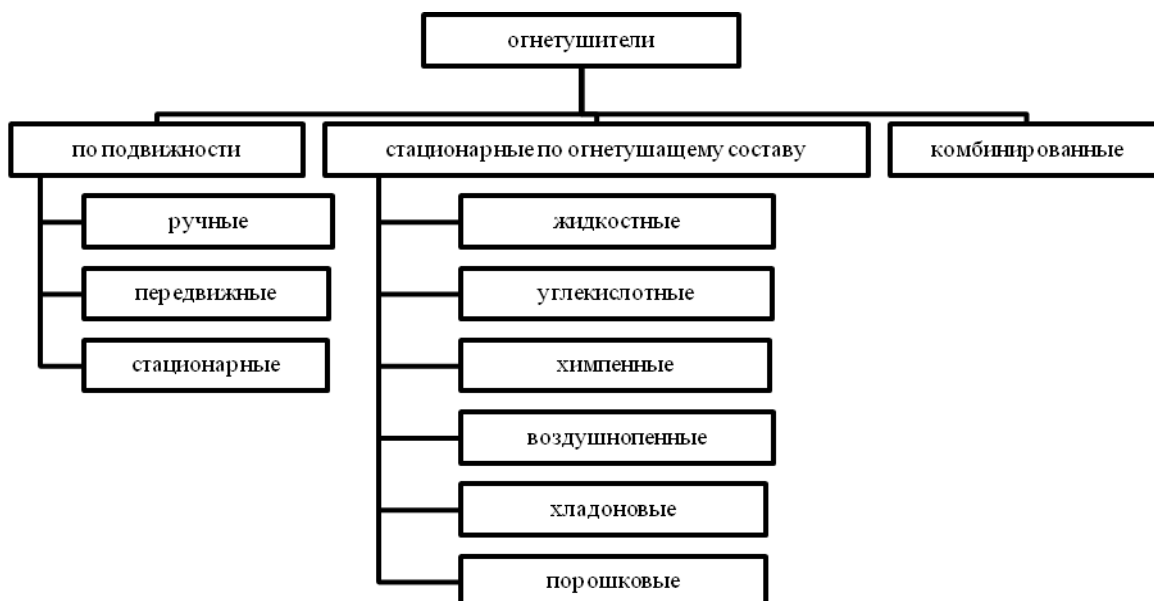 огнетушители
по подвижности
стационарные по огнетушащему составу
комбинированные
ручные
передвижные
стационарные
жидкостные
углекислотные
химпенные
воздушнопенные
хладоновые
порошковые